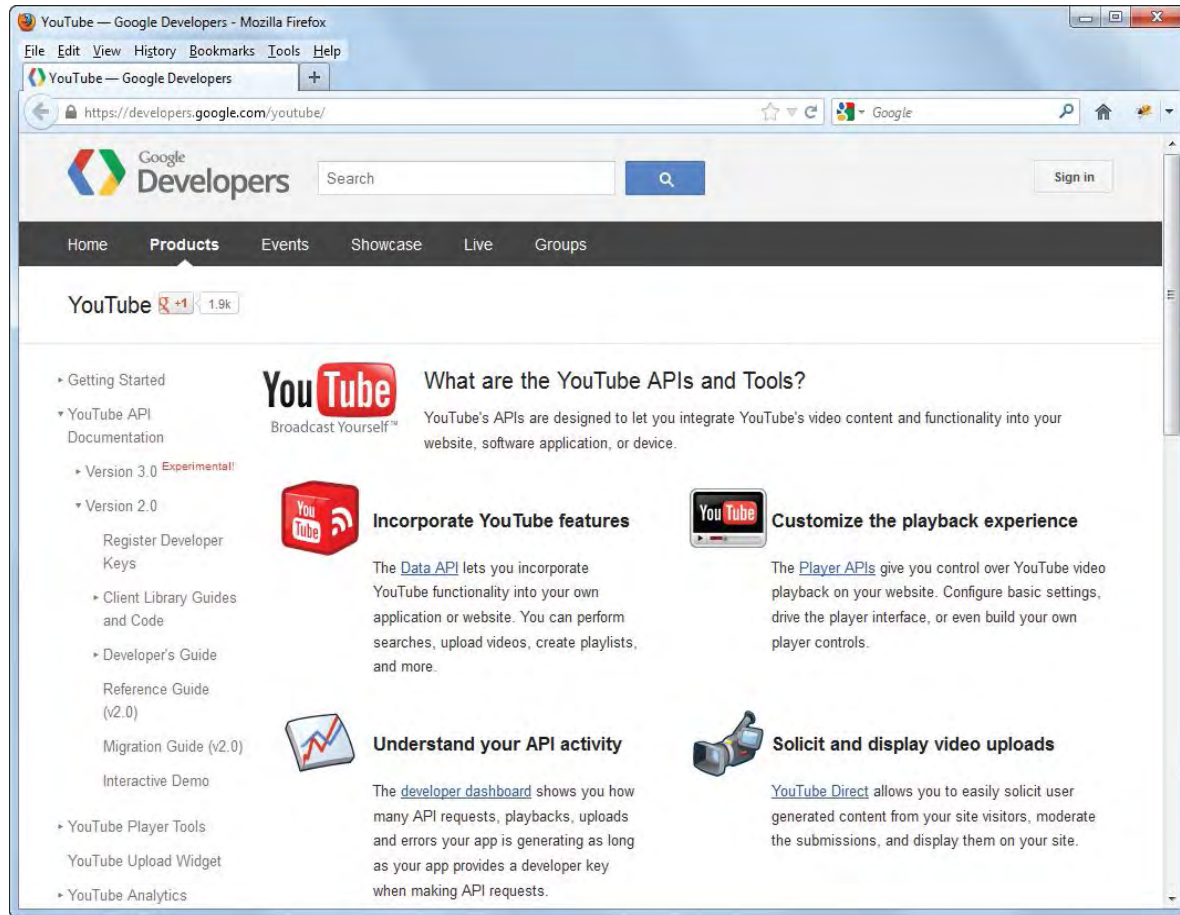 YouTube — Google Developers - Mozilla Firefox
File Edit View History Bookmarks Tools Help
YouTube — Google Developers
+
https://developers.google.com/youtube/
Google
Google
Developers
Search
Sign in
Home Products Events Showcase Live Groups
YouTube +1 1.9k
Getting Started
YouTube API
Documentation
Version 3.0 Experimental!
Version 2.0
Register Developer
Keys
Client Library Guides
and Code
Developer's Guide
Reference Guide
(v2.0)
Migration Guide (v2.0)
Interactive Demo
YouTube Player Tools
YouTube Upload Widget
YouTube Analytics
YouTube
Broadcast Yourself™
What are the YouTube APIs and Tools?
YouTube's APIs are designed to let you integrate YouTube's video content and functionality into your
website, software application, or device.
You
Tube
Incorporate YouTube features
The Data API lets you incorporate
YouTube functionality into your own
application or website. You can perform
searches, upload videos, create playlists,
and more.
YouTube
Customize the playback experience
The Player APIs give you control over YouTube video
playback on your website. Configure basic settings,
drive the player interface, or even build your own
player controls.
Understand your API activity
The developer dashboard shows you how
many API requests, playbacks, uploads
and errors your app is generating as long
as your app provides a developer key
when making API requests.
Solicit and display video uploads
YouTube Direct allows you to easily solicit user
generated content from your site visitors, moderate
the submissions, and display them on your site.